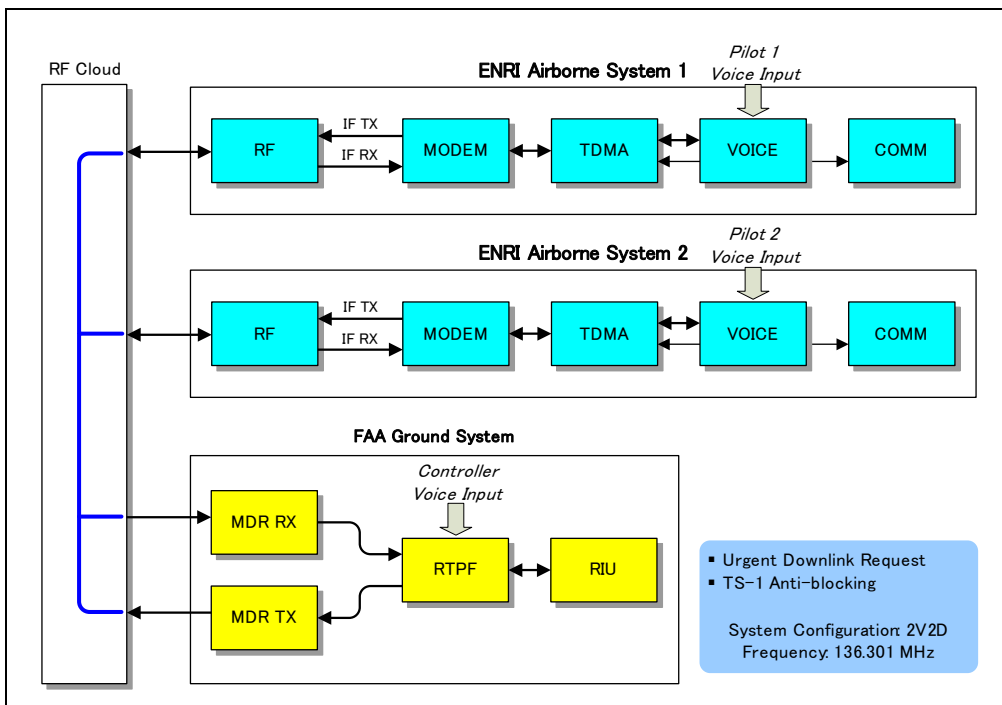 RF Cloud
ENRI Airborne System 1
Pilot 1
Voice Input
RF
IF TX
IF RX
MODEM
TDMA
VOICE
COMM
ENRI Airborne System 2
Pilot 2
Voice Input
RF
IF TX
IF RX
MODEM
TDMA
VOICE
COMM
FAA Ground System
Controller
Voice Input
MDR RX
MDR TX
RTPF
RIU
▪ Urgent Downlink Request
▪ TS-1 Anti-blocking
System Configuration: 2V2D
Frequency: 136.301 MHz